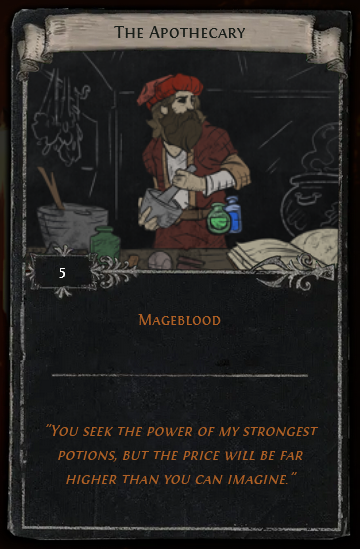 The Apothecary
5
Mageblood
"You seek the power of my strongest
potions, but the price will be far
higher than you can imagine."